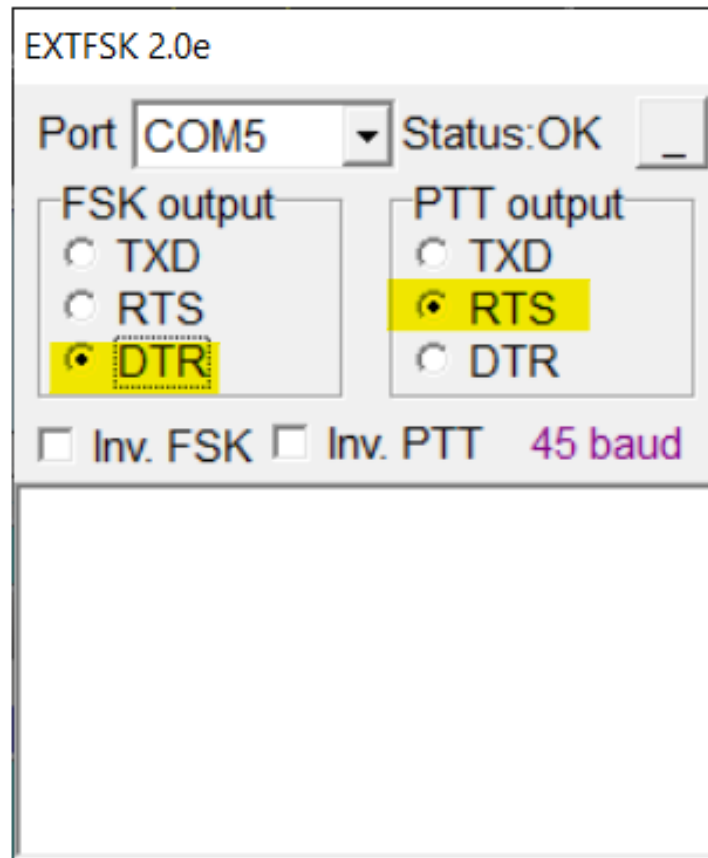 EXTFSK 2.0e
Port COM5 Status:OK _
FSK output PTT output
TXD TXD
RTS RTS
DTR DTR
Inv. FSK Inv. PTT 45 baud